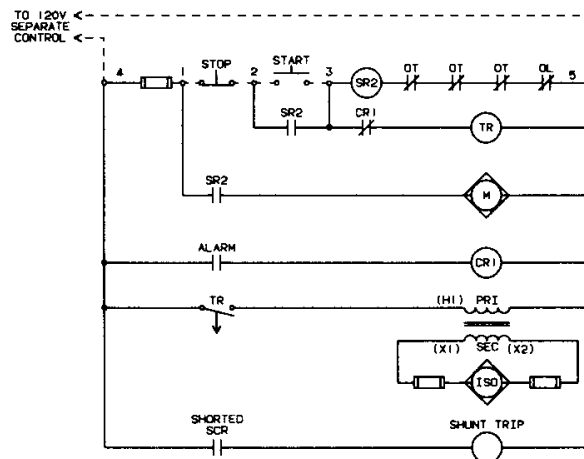 TO 120V
SEPARATE
CONTROL
4
1
STOP
2
START
3
SR2
OT
OT
OT
OL
5
SR2
CR1
TR
SR2
M
ALARM
CR1
TR
(H1) PRI
(X1) SEC (X2)
ISO
SHORTED
SCR
SHUNT TRIP